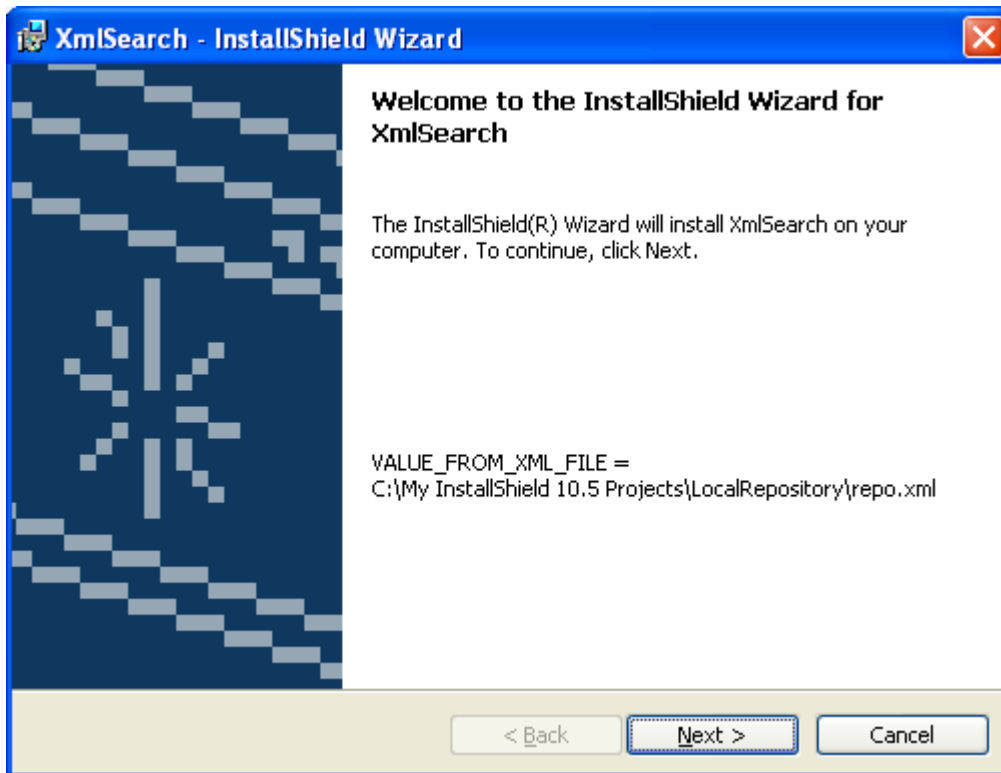 XmlSearch - InstallShield Wizard
Welcome to the InstallShield Wizard for
XmlSearch
The InstallShield(R) Wizard will install XmlSearch on your
computer. To continue, click Next.
VALUE_FROM_XML_FILE =
C:\My InstallShield 10.5 Projects\LocalRepository\repo.xml
< Back
Next >
Cancel